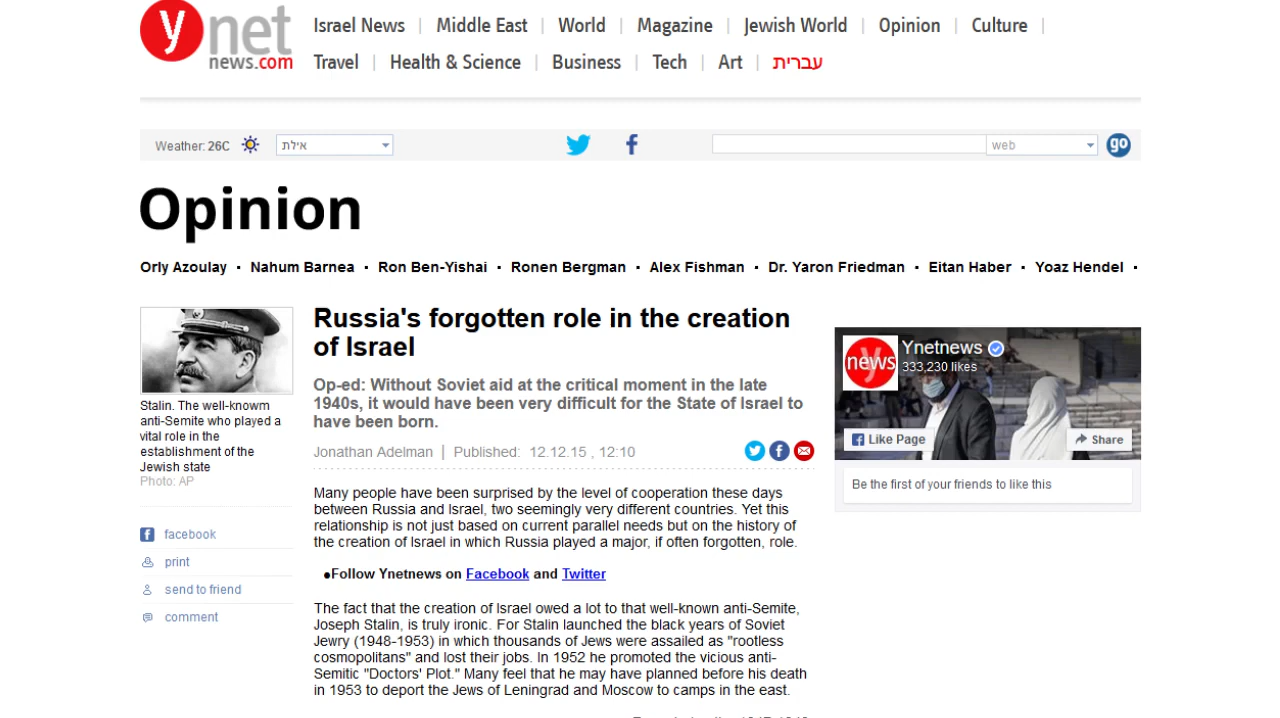 ynet
news.com
Israel News | Middle East | World | Magazine | Jewish World | Opinion | Culture |
Travel | Health & Science | Business | Tech | Art | עברית
Weather: 26C אילת web go
Opinion
Orly Azoulay · Nahum Barnea · Ron Ben-Yishai · Ronen Bergman · Alex Fishman · Dr. Yaron Friedman · Eitan Haber · Yoaz Hendel ·
Stalin. The well-knowm
anti-Semite who played a
vital role in the
establishment of the
Jewish state
Photo: AP
facebook
print
send to friend
comment
Russia's forgotten role in the creation
of Israel
Op-ed: Without Soviet aid at the critical moment in the late
1940s, it would have been very difficult for the State of Israel to
have been born.
Jonathan Adelman | Published: 12.12.15 , 12:10
Many people have been surprised by the level of cooperation these days
between Russia and Israel, two seemingly very different countries. Yet this
relationship is not just based on current parallel needs but on the history of
the creation of Israel in which Russia played a major, if often forgotten, role.
•Follow Ynetnews on Facebook and Twitter
The fact that the creation of Israel owed a lot to that well-known anti-Semite,
Joseph Stalin, is truly ironic. For Stalin launched the black years of Soviet
Jewry (1948-1953) in which thousands of Jews were assailed as "rootless
cosmopolitans" and lost their jobs. In 1952 he promoted the vicious anti-
Semitic "Doctors' Plot." Many feel that he may have planned before his death
in 1953 to deport the Jews of Leningrad and Moscow to camps in the east.
y news
Ynetnews
333,230 likes
Like Page
Share
Be the first of your friends to like this